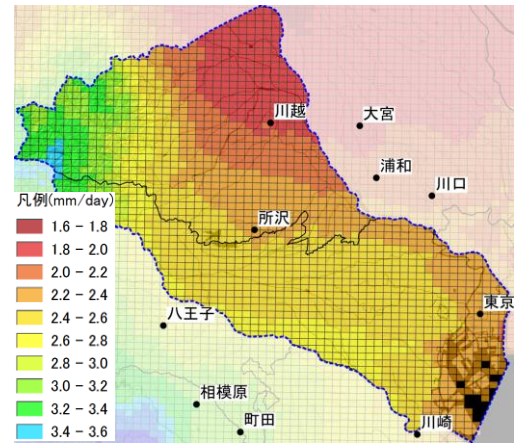 川越
大宮
浦和
川口
凡例(mm/day)
所沢
1.6 - 1.8
1.8 - 2.0
2.0 - 2.2
2.2 - 2.4
2.4 - 2.6
2.6 - 2.8
2.8 - 3.0
3.0 - 3.2
3.2 - 3.4
3.4 - 3.6
東京
八王子
相模原
町田
川崎